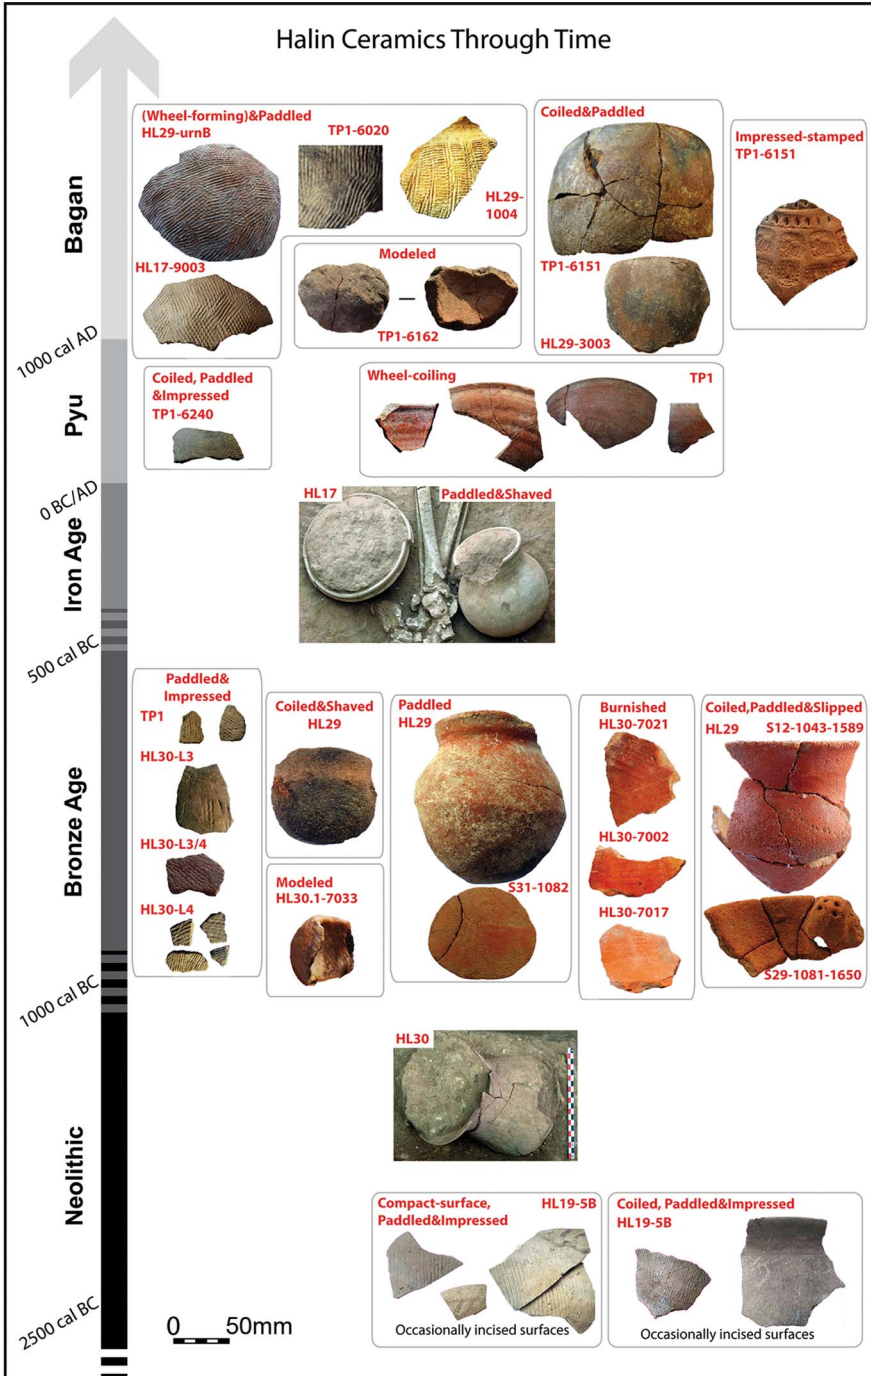 Halin Ceramics Through Time
(Wheel-forming)&Paddled
HL29-urnB
TP1-6020
HL29-
1004
HL17-9003
Modeled
TP1-6162
Coiled&Paddled
TP1-6151
HL29-3003
Impressed-stamped
TP1-6151
Bagan
1000 cal AD
Coiled, Paddled
&Impressed
TP1-6240
Wheel-coiling
TP1
Pyu
0 BC/AD
HL17
Paddled&Shaved
Iron Age
500 cal BC
Paddled&
Impressed
TP1
HL30-L3
HL30-L3/4
HL30-L4
Coiled&Shaved
HL29
Modeled
HL30.1-7033
Paddled
HL29
S31-1082
Burnished
HL30-7021
HL30-7002
HL30-7017
Coiled,Paddled&Slipped
HL29 S12-1043-1589
S29-1081-1650
Bronze Age
1000 cal BC
HL30
Neolithic
Compact-surface, HL19-5B
Paddled&Impressed
Occasionally incised surfaces
Coiled, Paddled&Impressed
HL19-5B
Occasionally incised surfaces
2500 cal BC
0 50mm